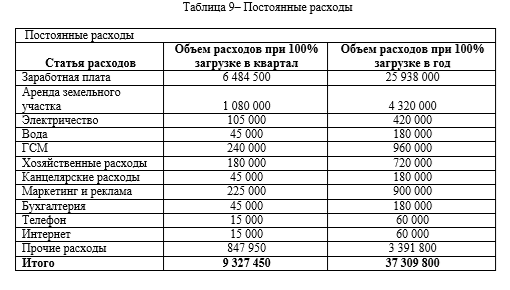 Таблица 9– Постоянные расходы
Постоянные расходы
Статья расходов Объем расходов при 100% загрузке в квартал Объем расходов при 100% загрузке в год
Заработная плата 6 484 500 25 938 000
Аренда земельного участка 1 080 000 4 320 000
Электричество 105 000 420 000
Вода 45 000 180 000
ГСМ 240 000 960 000
Хозяйственные расходы 180 000 720 000
Канцелярские расходы 45 000 180 000
Маркетинг и реклама 225 000 900 000
Бухгалтерия 45 000 180 000
Телефон 15 000 60 000
Интернет 15 000 60 000
Прочие расходы 847 950 3 391 800
Итого 9 327 450 37 309 800